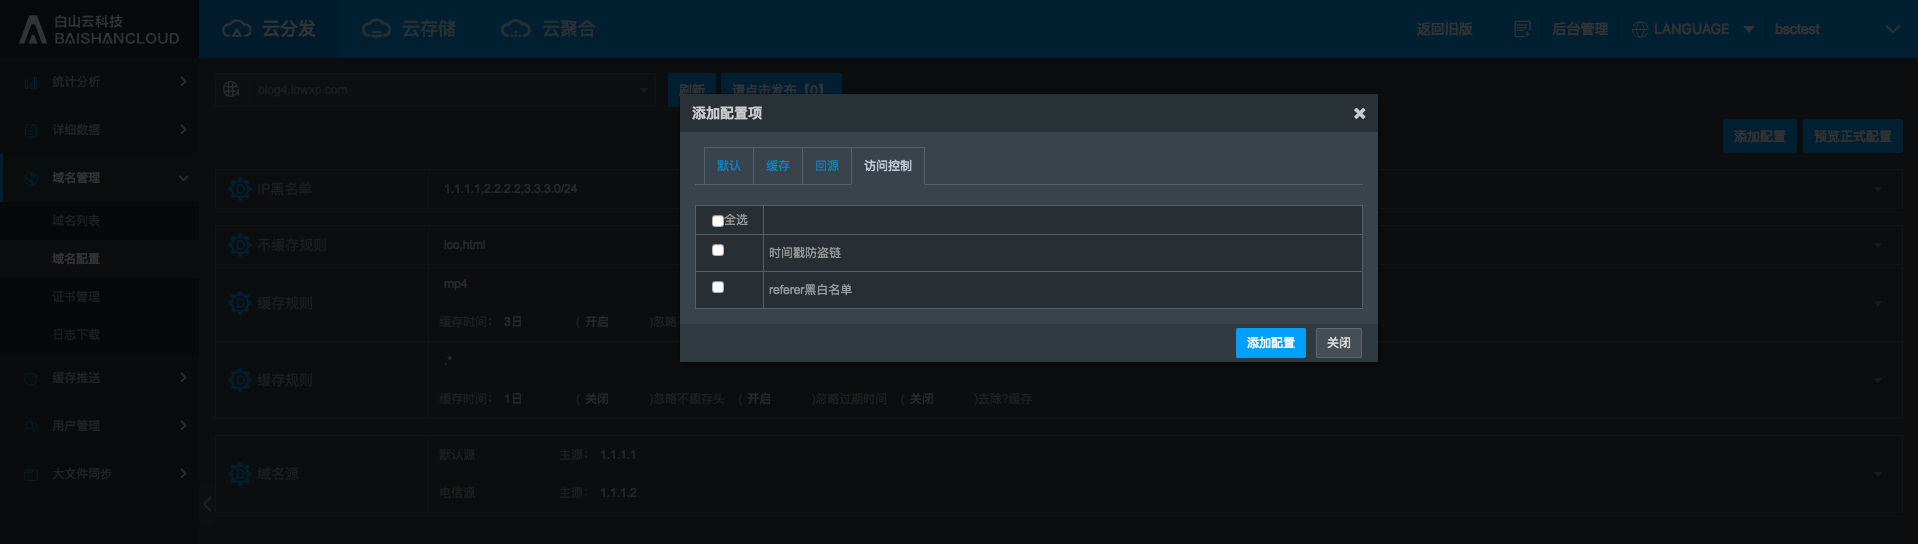 白山云科技
BAISHANCLOUD
云分发
云存储
云聚合
返回旧版
后台管理
LANGUAGE
bsctest
统计分析
详细数据
域名管理
域名列表
域名配置
证书管理
日志下载
缓存推送
用户管理
大文件同步
blog4.lowxp.com
刷新
请点击发布【0】
添加配置
预览正式配置
IP黑名单
1.1.1.1,2.2.2.2,3.3.3.0/24
不缓存规则
ico,html
缓存规则
mp4
缓存时间： 3日 ( 开启 )忽略不
缓存规则
.*
缓存时间： 1日 ( 关闭 )忽略不缓存头 ( 开启 )忽略过期时间 ( 关闭 )去除?缓存
域名源
默认源 主源： 1.1.1.1
电信源 主源： 1.1.1.2
添加配置项
默认 缓存 回源 访问控制
全选
时间戳防盗链
referer黑白名单
添加配置 关闭